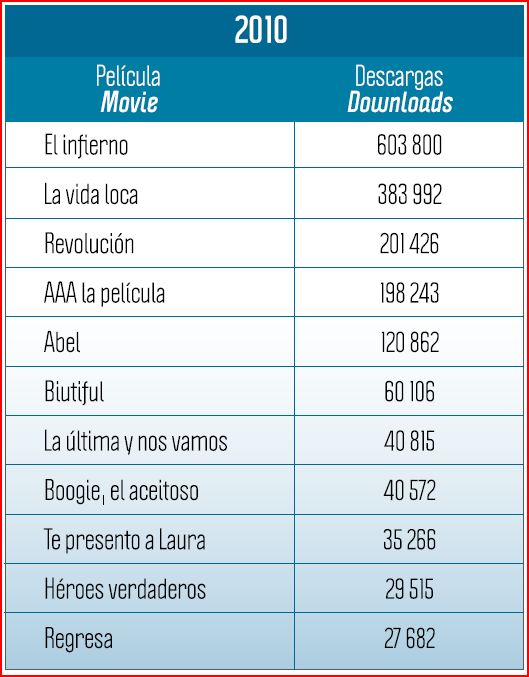 2010
Película Descargas
Movie Downloads
El infierno 603 800
La vida loca 383 992
Revolución 201 426
AAA la película 198 243
Abel 120 862
Biutiful 60 106
La última y nos vamos 40 815
Boogie, el aceitoso 40 572
Te presento a Laura 35 266
Héroes verdaderos 29 515
Regresa 27 682